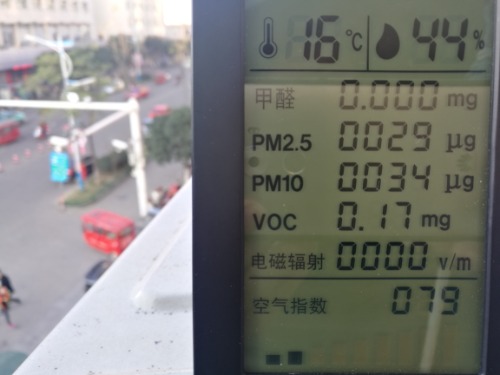 16℃ 44%
甲醛 0.000 mg
PM2.5 0029 μg
PM10 0034 μg
VOC 0.17 mg
电磁辐射 0000 v/m
空气指数 079